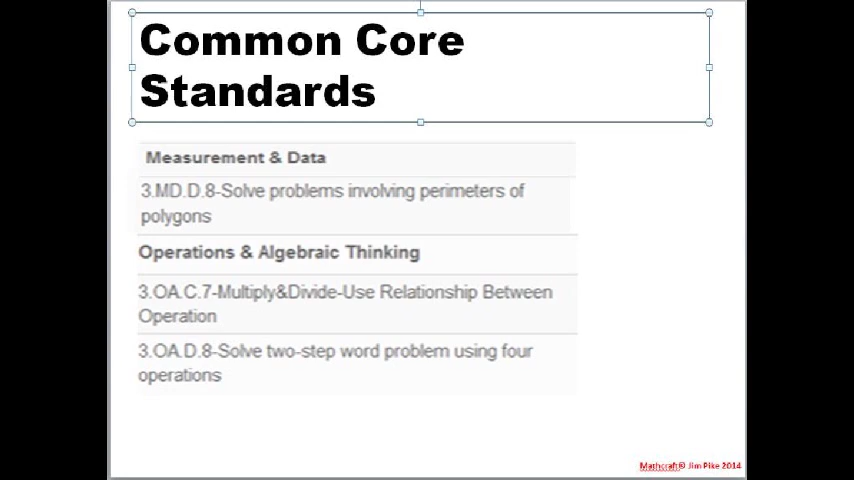 Common Core
Standards
Measurement & Data
3.MD.D.8-Solve problems involving perimeters of
polygons
Operations & Algebraic Thinking
3.OA.C.7-Multiply&Divide-Use Relationship Between
Operation
3.OA.D.8-Solve two-step word problem using four
operations
Mathcraft© Jim Pike 2014